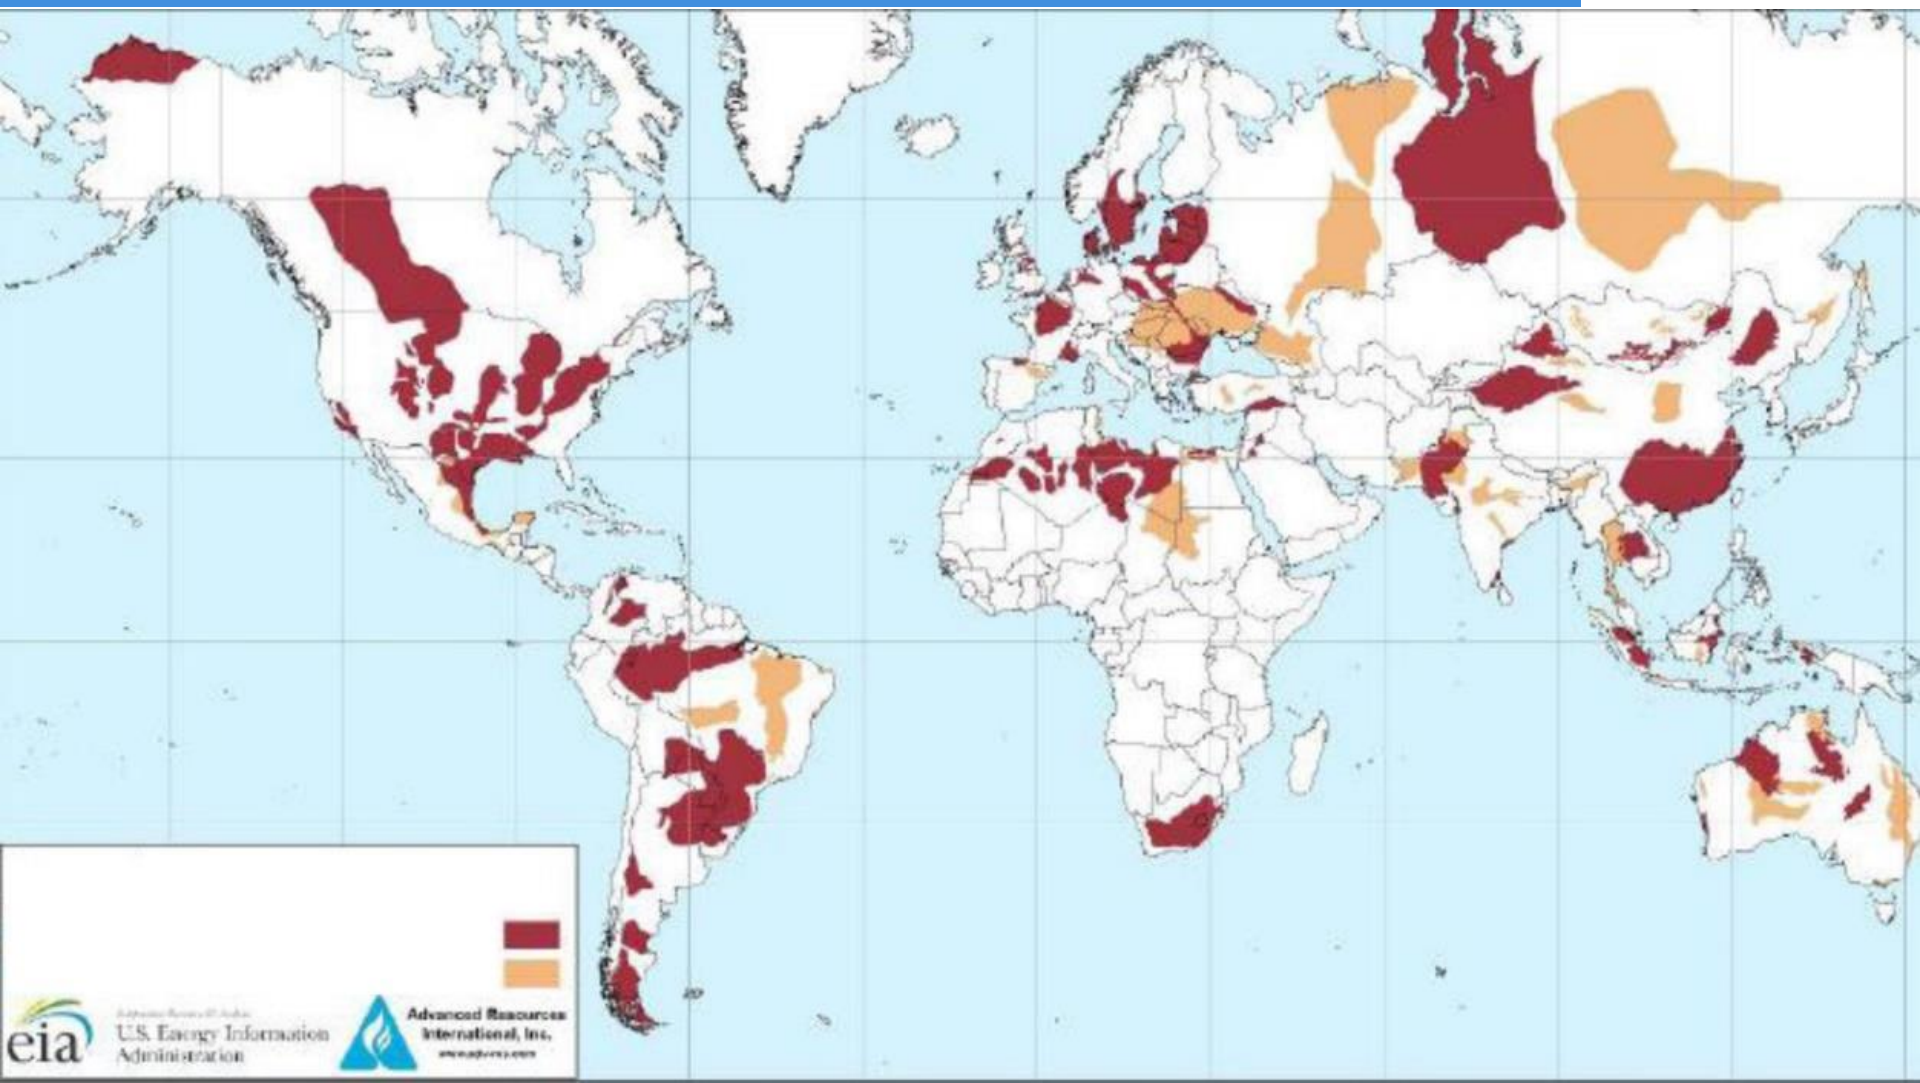 eia
U.S. Energy Information
Administration
Advanced Resources
International, Inc.